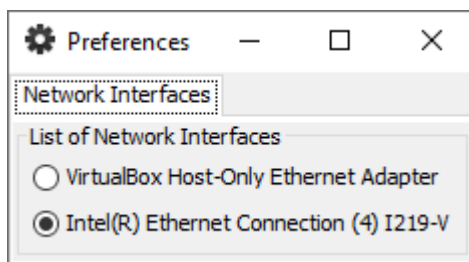 Preferences
Network Interfaces
List of Network Interfaces
VirtualBox Host-Only Ethernet Adapter
Intel(R) Ethernet Connection (4) I219-V